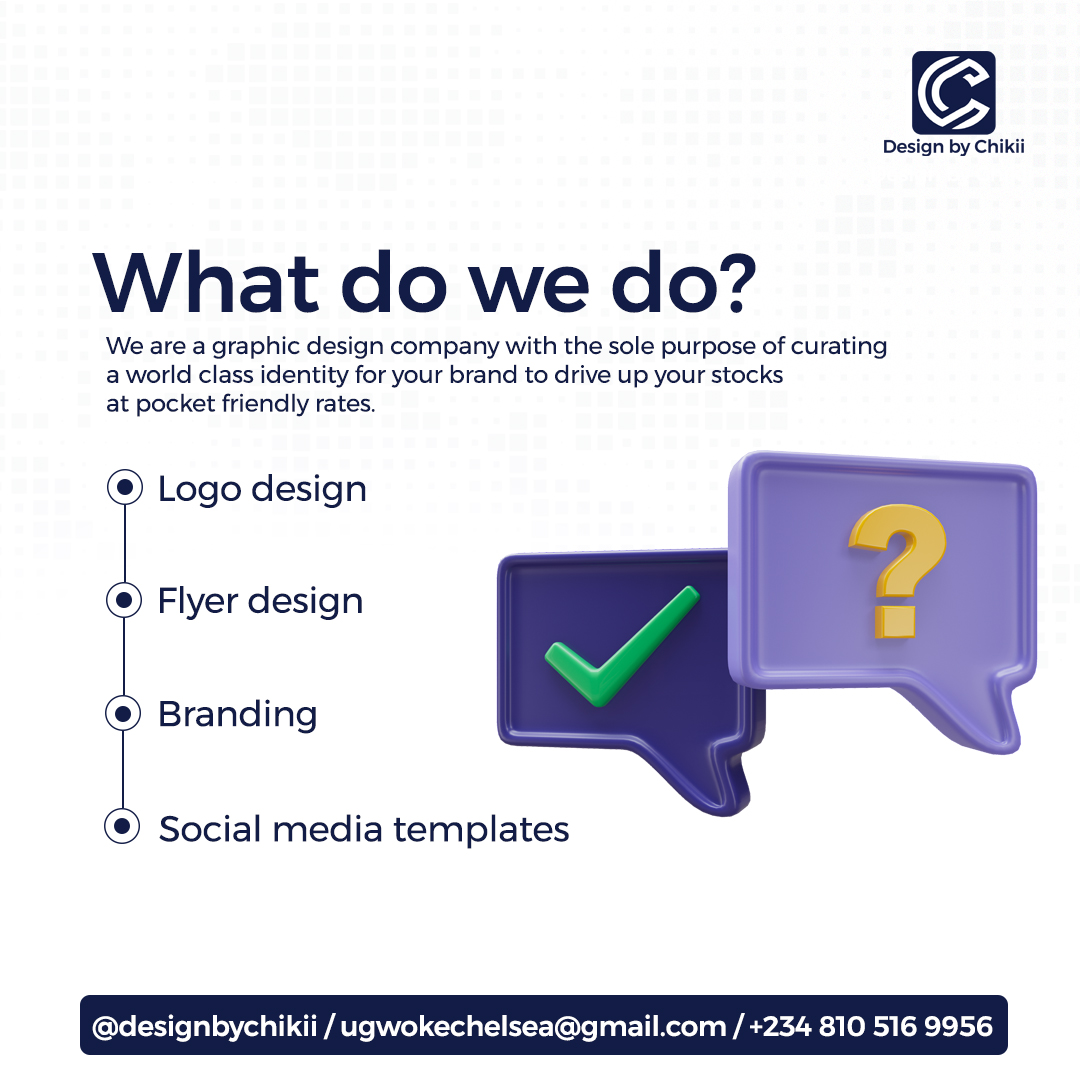 Design by Chikii
What do we do?
We are a graphic design company with the sole purpose of curating
a world class identity for your brand to drive up your stocks
at pocket friendly rates.
Logo design
Flyer design
Branding
Social media templates
@designbychikii / ugwokechelsea@gmail.com / +234 810 516 9956